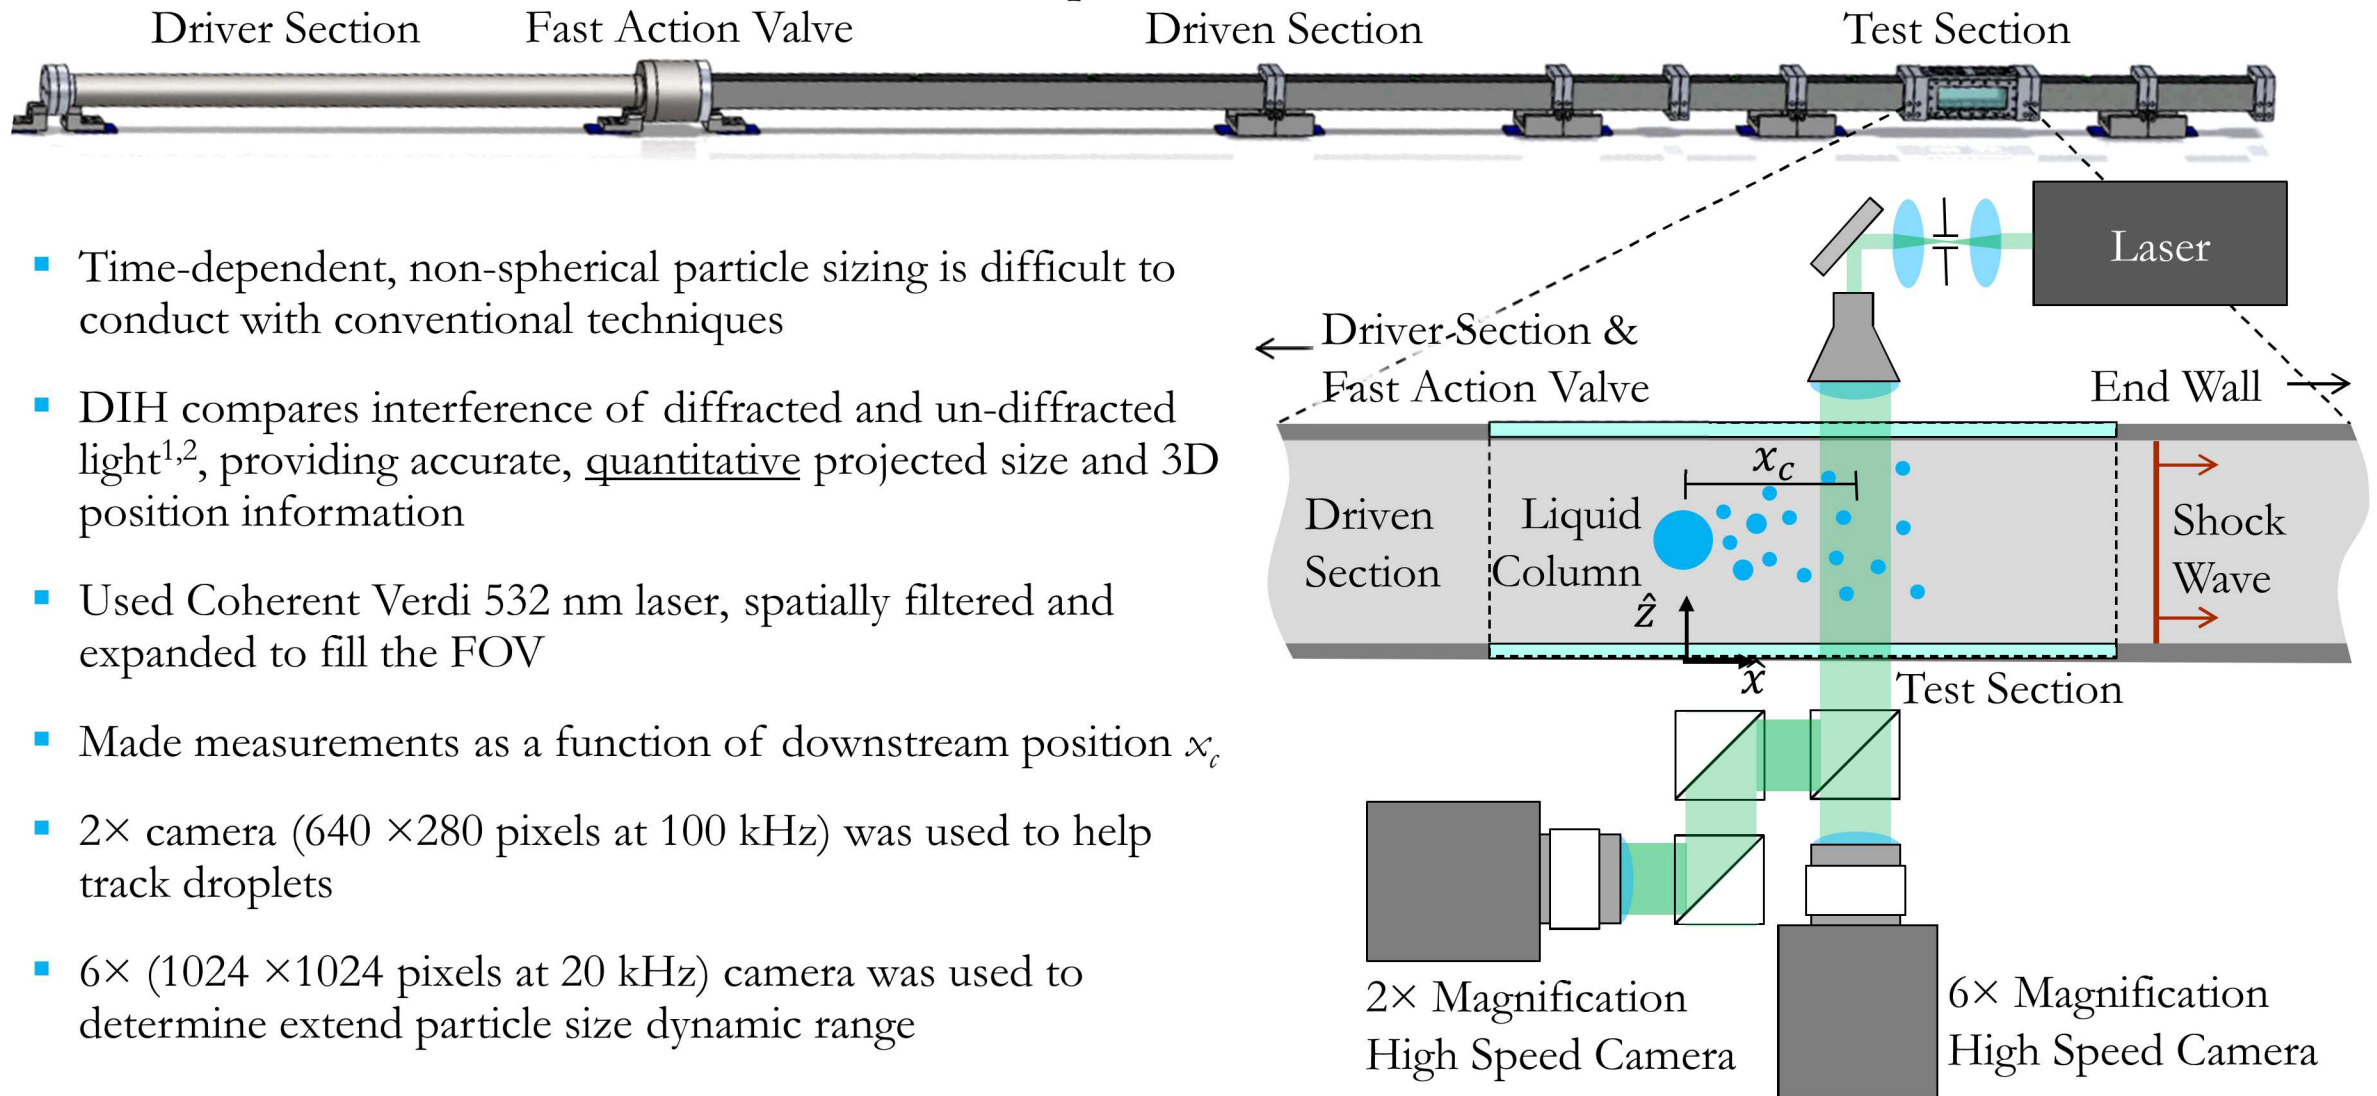 Driver Section
Fast Action Valve
Driven Section
Test Section
Time-dependent, non-spherical particle sizing is difficult to
conduct with conventional techniques
DIH compares interference of diffracted and un-diffracted
light1,2, providing accurate, quantitative projected size and 3D
position information
Used Coherent Verdi 532 nm laser, spatially filtered and
expanded to fill the FOV
Made measurements as a function of downstream position xc
2× camera (640 ×280 pixels at 100 kHz) was used to help
track droplets
6× (1024 ×1024 pixels at 20 kHz) camera was used to
determine extend particle size dynamic range
Laser
Driver Section &
Fast Action Valve
End Wall
xc
Driven
Section
Liquid
Column
Shock
Wave
ẑ
x̂
Test Section
2× Magnification
High Speed Camera
6× Magnification
High Speed Camera